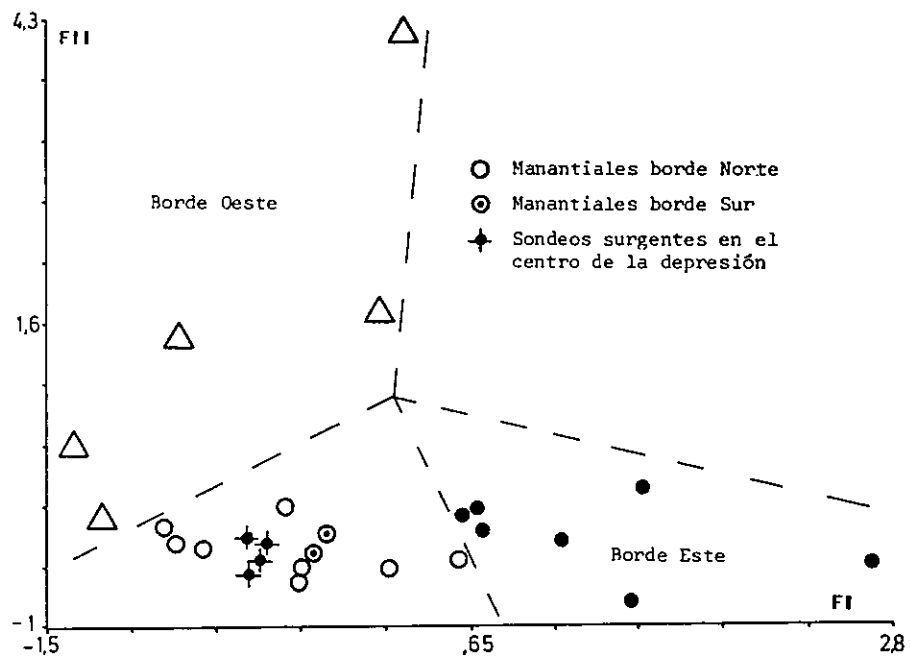 4,3
FII
Manantiales borde Norte
Borde Oeste
Manantiales borde Sur
Sondeos surgentes en el
centro de la depresión
1,6
Borde Este
FI
-1
-1,5
,65
2,8